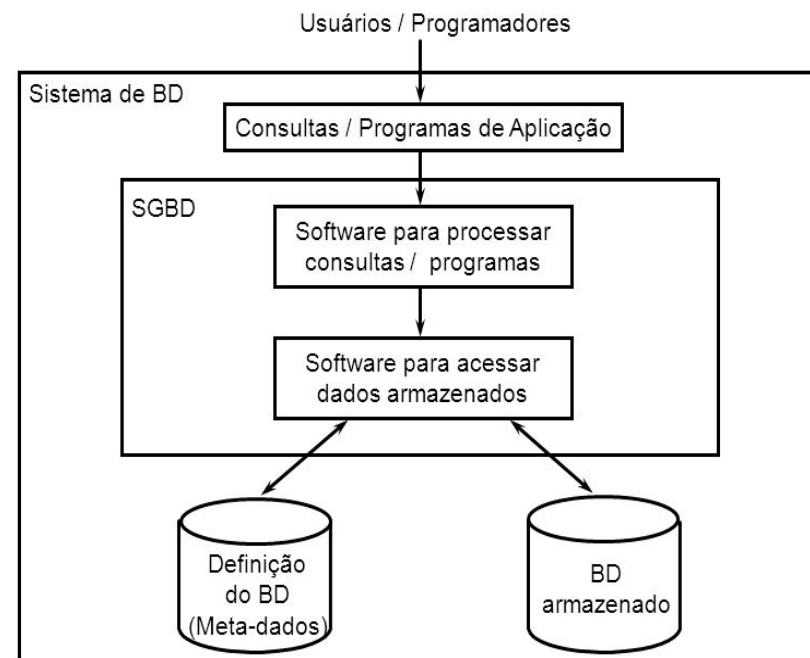 Usuários / Programadores
Sistema de BD
Consultas / Programas de Aplicação
SGBD
Software para processar
consultas / programas
Software para acessar
dados armazenados
Definição
do BD
(Meta-dados)
BD
armazenado